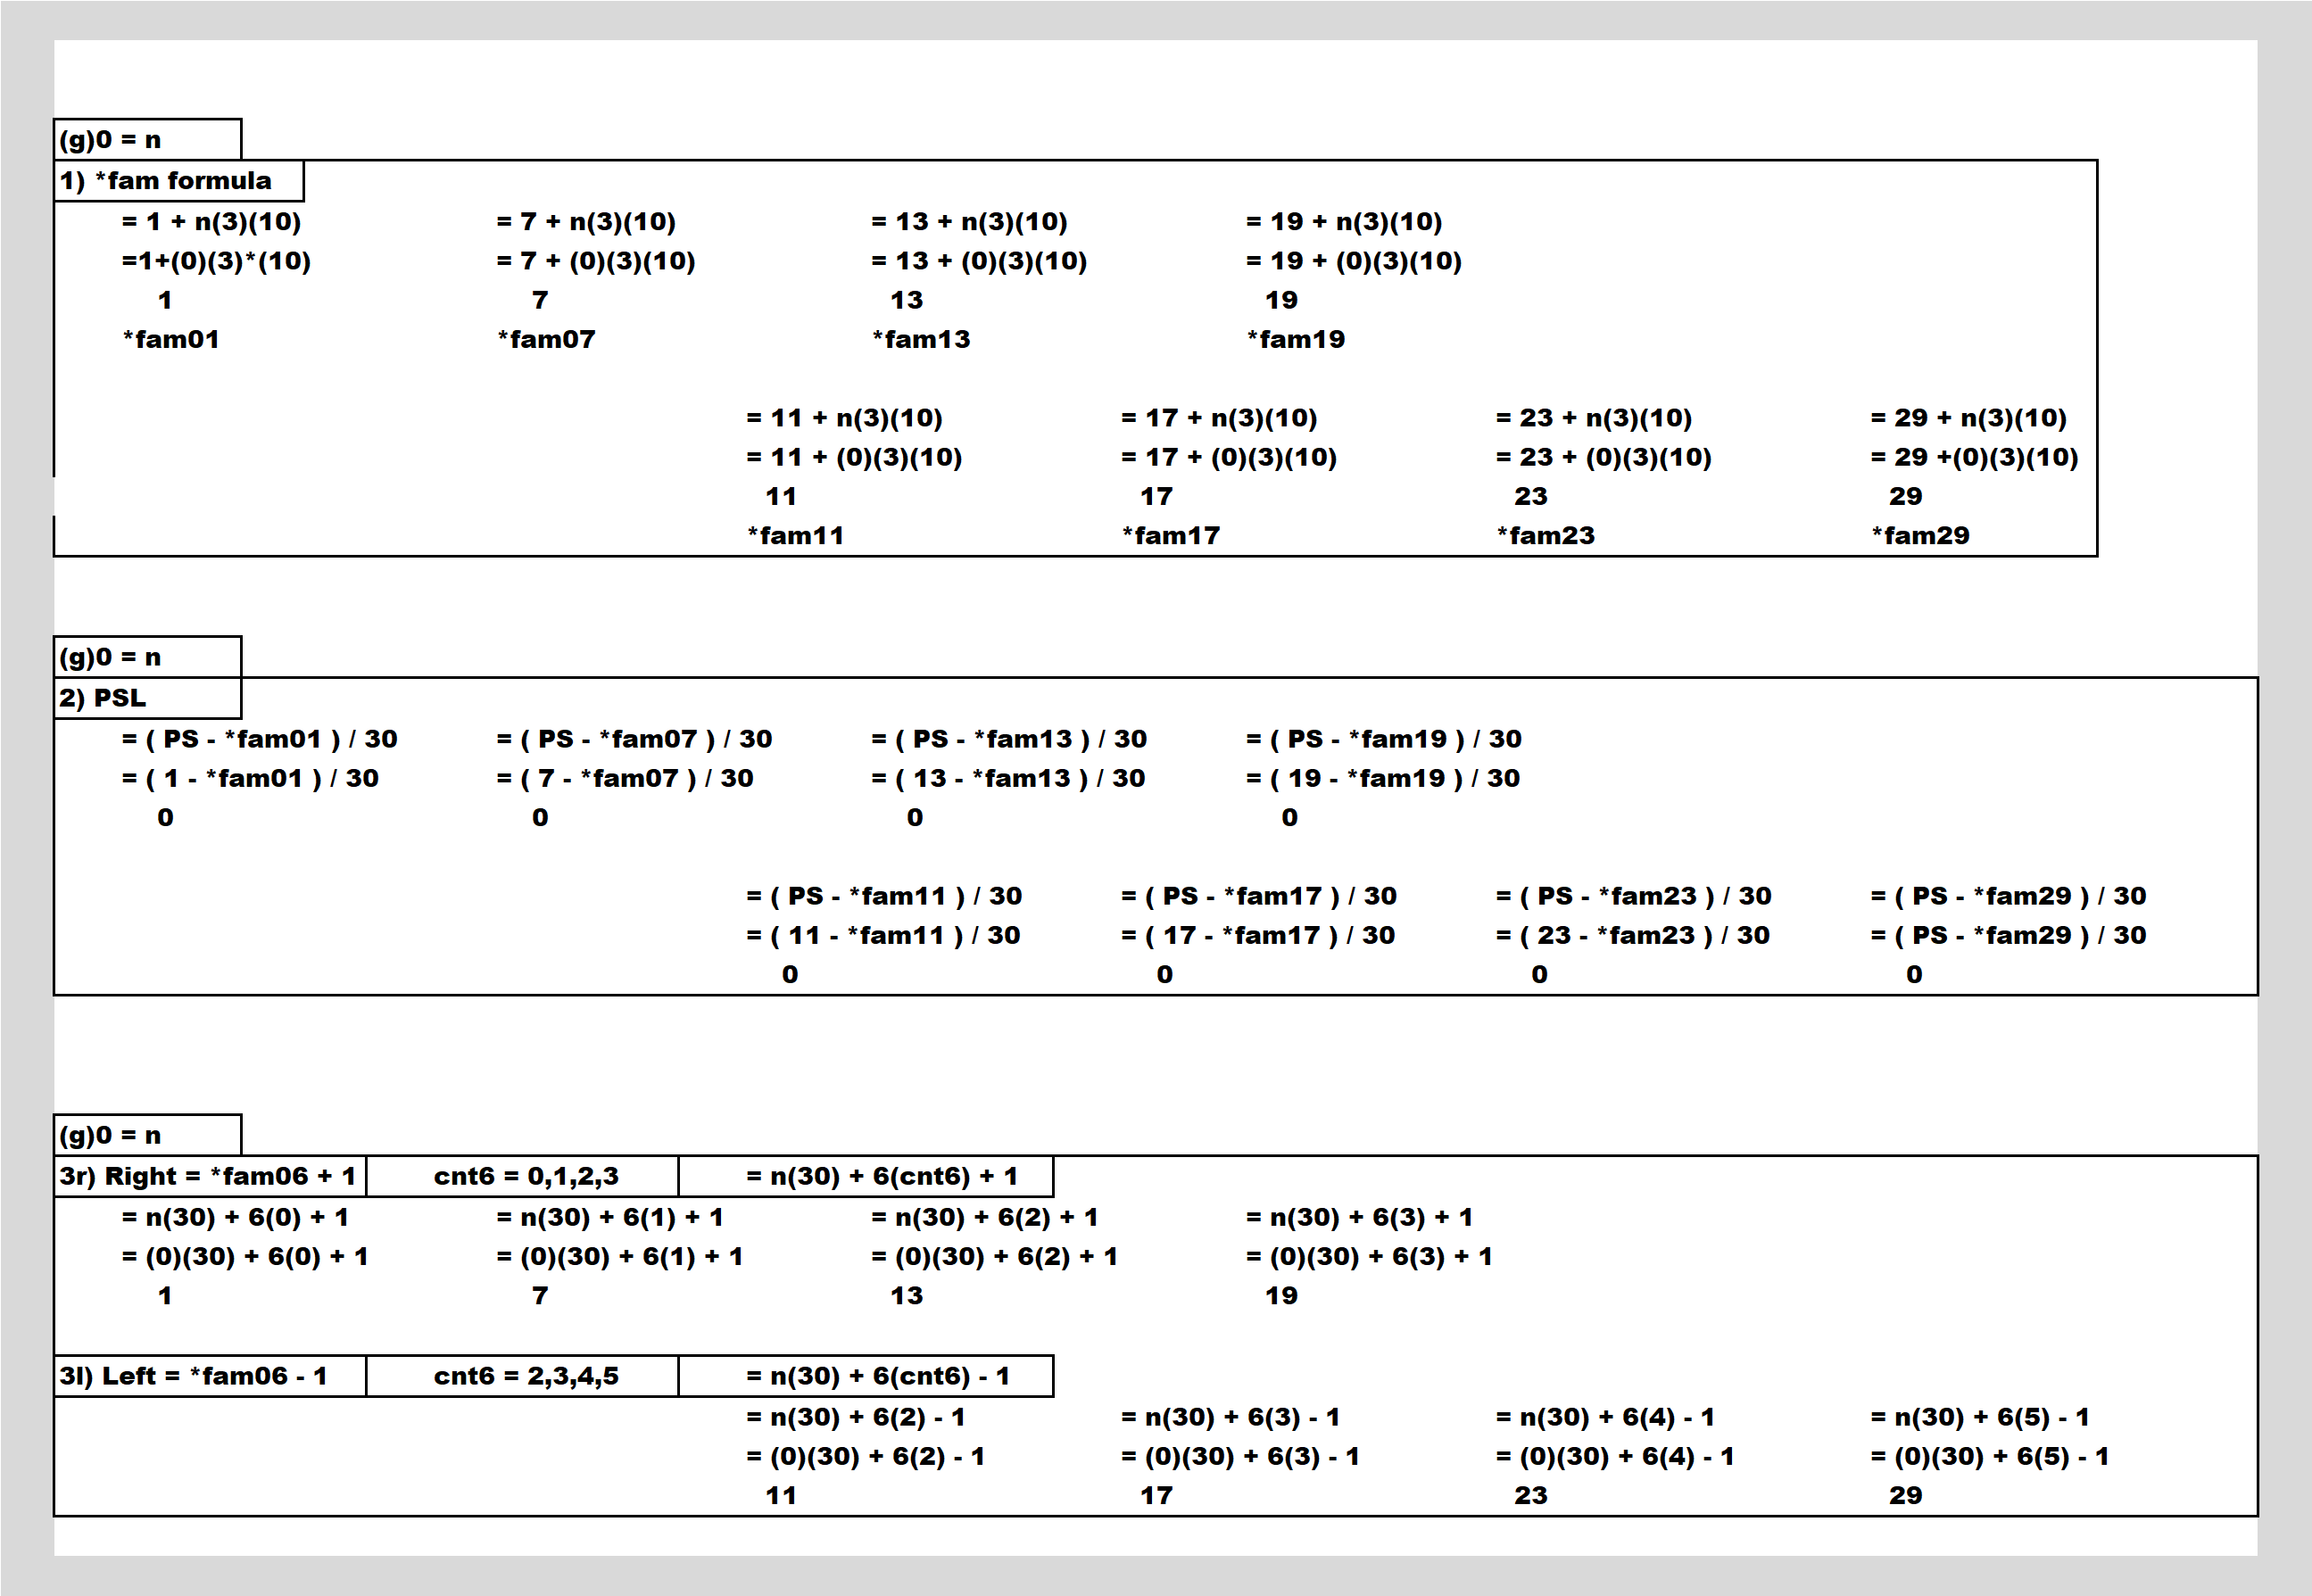 (g)0 = n
1) *fam formula
= 1 + n(3)(10) = 7 + n(3)(10) = 13 + n(3)(10) = 19 + n(3)(10)
=1+(0)(3)*(10) = 7 + (0)(3)(10) = 13 + (0)(3)(10) = 19 + (0)(3)(10)
1 7 13 19
*fam01 *fam07 *fam13 *fam19
= 11 + n(3)(10) = 17 + n(3)(10) = 23 + n(3)(10) = 29 + n(3)(10)
= 11 + (0)(3)(10) = 17 + (0)(3)(10) = 23 + (0)(3)(10) = 29 +(0)(3)(10)
11 17 23 29
*fam11 *fam17 *fam23 *fam29
(g)0 = n
2) PSL
= ( PS - *fam01 ) / 30 = ( PS - *fam07 ) / 30 = ( PS - *fam13 ) / 30 = ( PS - *fam19 ) / 30
= ( 1 - *fam01 ) / 30 = ( 7 - *fam07 ) / 30 = ( 13 - *fam13 ) / 30 = ( 19 - *fam19 ) / 30
0 0 0 0
= ( PS - *fam11 ) / 30 = ( PS - *fam17 ) / 30 = ( PS - *fam23 ) / 30 = ( PS - *fam29 ) / 30
= ( 11 - *fam11 ) / 30 = ( 17 - *fam17 ) / 30 = ( 23 - *fam23 ) / 30 = ( PS - *fam29 ) / 30
0 0 0 0
(g)0 = n
3r) Right = *fam06 + 1 cnt6 = 0,1,2,3 = n(30) + 6(cnt6) + 1
= n(30) + 6(0) + 1 = n(30) + 6(1) + 1 = n(30) + 6(2) + 1 = n(30) + 6(3) + 1
= (0)(30) + 6(0) + 1 = (0)(30) + 6(1) + 1 = (0)(30) + 6(2) + 1 = (0)(30) + 6(3) + 1
1 7 13 19
3l) Left = *fam06 - 1 cnt6 = 2,3,4,5 = n(30) + 6(cnt6) - 1
= n(30) + 6(2) - 1 = n(30) + 6(3) - 1 = n(30) + 6(4) - 1 = n(30) + 6(5) - 1
= (0)(30) + 6(2) - 1 = (0)(30) + 6(3) - 1 = (0)(30) + 6(4) - 1 = (0)(30) + 6(5) - 1
11 17 23 29